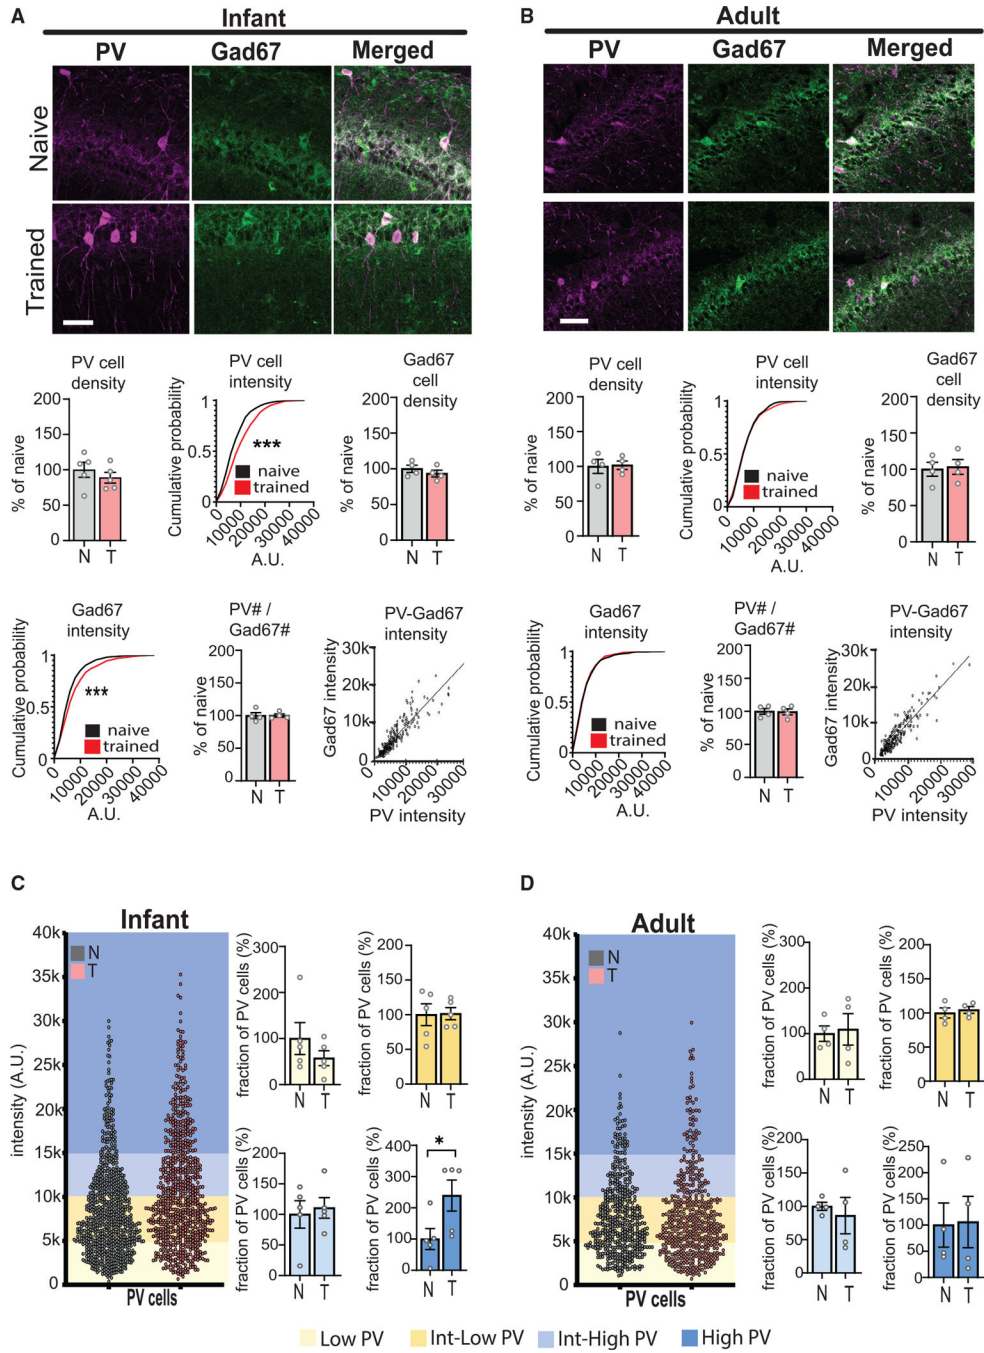 A
Infant
PV Gad67 Merged
Naive
Trained
PV cell
density
% of naive
200
150
100
50
0
N T
PV cell
intensity
Cumulative probability
1
0.5
0
***
naive
trained
10000 20000 30000 40000
A.U.
Gad67
cell
density
% of naive
200
150
100
50
0
N T
Gad67
intensity
Cumulative probability
1
0.5
0
***
naive
trained
10000 20000 30000 40000
A.U.
PV# /
Gad67#
% of naive
200
150
100
50
0
N T
PV-Gad67
intensity
Gad67 intensity
30k
20k
10k
0
0 10000 20000 30000
PV intensity
B
Adult
PV Gad67 Merged
PV cell
density
% of naive
200
150
100
50
0
N T
PV cell
intensity
Cumulative probability
1
0.5
0
naive
trained
0 10000 20000 30000 40000
A.U.
Gad67
cell
density
% of naive
200
150
100
50
0
N T
Gad67
intensity
Cumulative probability
1
0.5
0
naive
trained
0 10000 20000 30000 40000
A.U.
PV# /
Gad67#
% of naive
200
150
100
50
0
N T
PV-Gad67
intensity
Gad67 intensity
30k
20k
10k
0
0 10000 20000 30000
PV intensity
C
Infant
intensity (A.U.)
40k
35k
30k
25k
20k
15k
10k
5k
0
N
T
PV cells
fraction of PV cells (%)
300
200
100
0
N T
fraction of PV cells (%)
200
150
100
50
0
N T
fraction of PV cells (%)
200
150
100
50
0
N T
fraction of PV cells (%)
400
300
200
100
0
*
N T
D
Adult
intensity (A.U.)
40k
35k
30k
25k
20k
15k
10k
5k
0
N
T
PV cells
fraction of PV cells (%)
300
200
100
0
N T
fraction of PV cells (%)
200
150
100
50
0
N T
fraction of PV cells (%)
200
150
100
50
0
N T
fraction of PV cells (%)
250
200
150
100
50
0
N T
Low PV Int-Low PV Int-High PV High PV